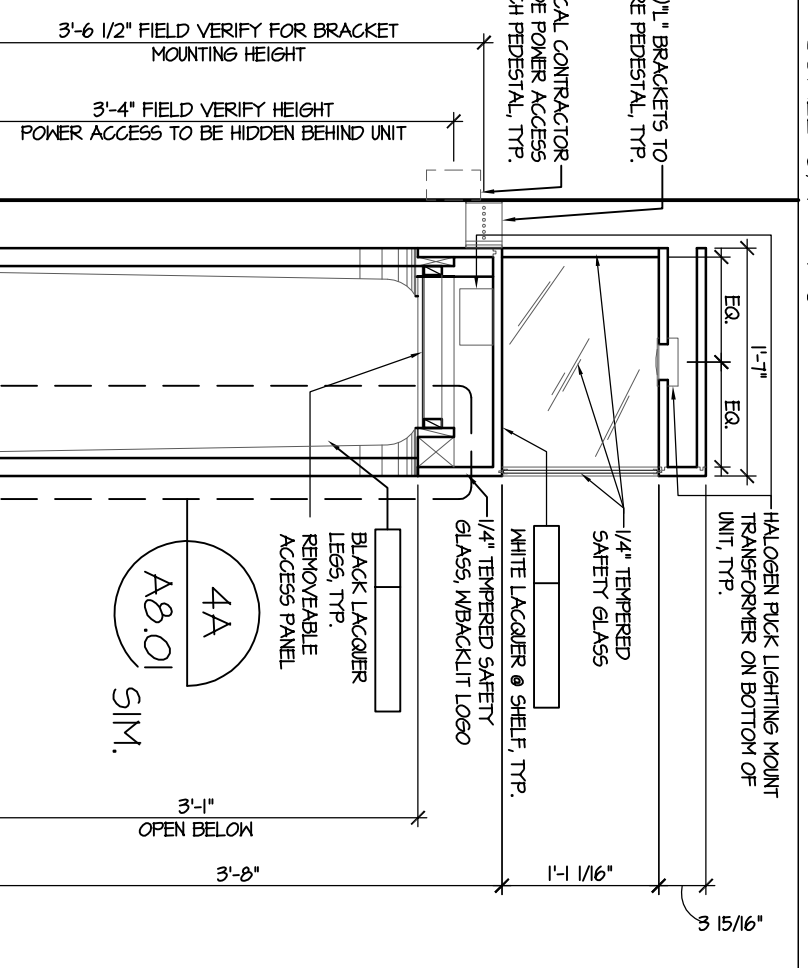 3'-6 1/2" FIELD VERIFY FOR BRACKET
MOUNTING HEIGHT
3'-4" FIELD VERIFY HEIGHT
POWER ACCESS TO BE HIDDEN BEHIND UNIT
CAL CONTRACTOR
PE POWER ACCESS
CH PEDESTAL, TYP.
)"L" BRACKETS TO
RE PEDESTAL, TYP.
EQ.
EQ.
1'-7"
HALOGEN PUCK LIGHTING MOUNT
TRANSFORMER ON BOTTOM OF
UNIT, TYP.
1/4" TEMPERED
SAFETY GLASS
WHITE LACQUER @ SHELF, TYP.
1/4" TEMPERED SAFETY
GLASS, W/BACKLIT LOGO
BLACK LACQUER
LEGS, TYP.
REMOVEABLE
ACCESS PANEL
4A
A8.01
SIM.
3'-1"
OPEN BELOW
3'-8"
1'-1 1/16"
3 15/16"